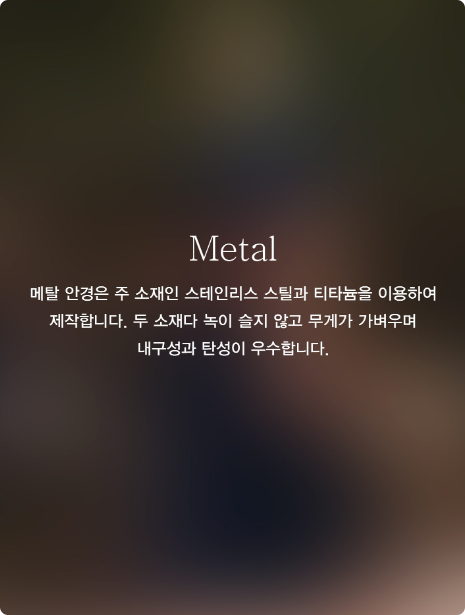 Metal
메탈 안경은 주 소재인 스테인리스 스틸과 티타늄을 이용하여
제작합니다. 두 소재다 녹이 슬지 않고 무게가 가벼우며
내구성과 탄성이 우수합니다.